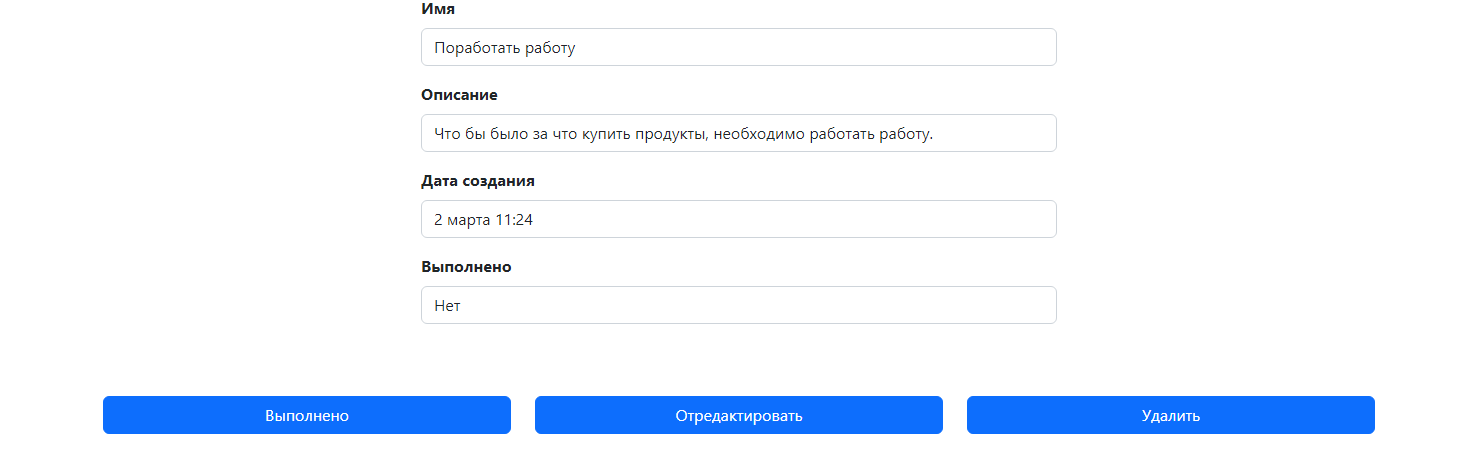 Имя
Поработать работу
Описание
Что бы было за что купить продукты, необходимо работать работу.
Дата создания
2 марта 11:24
Выполнено
Нет
Выполнено
Отредактировать
Удалить